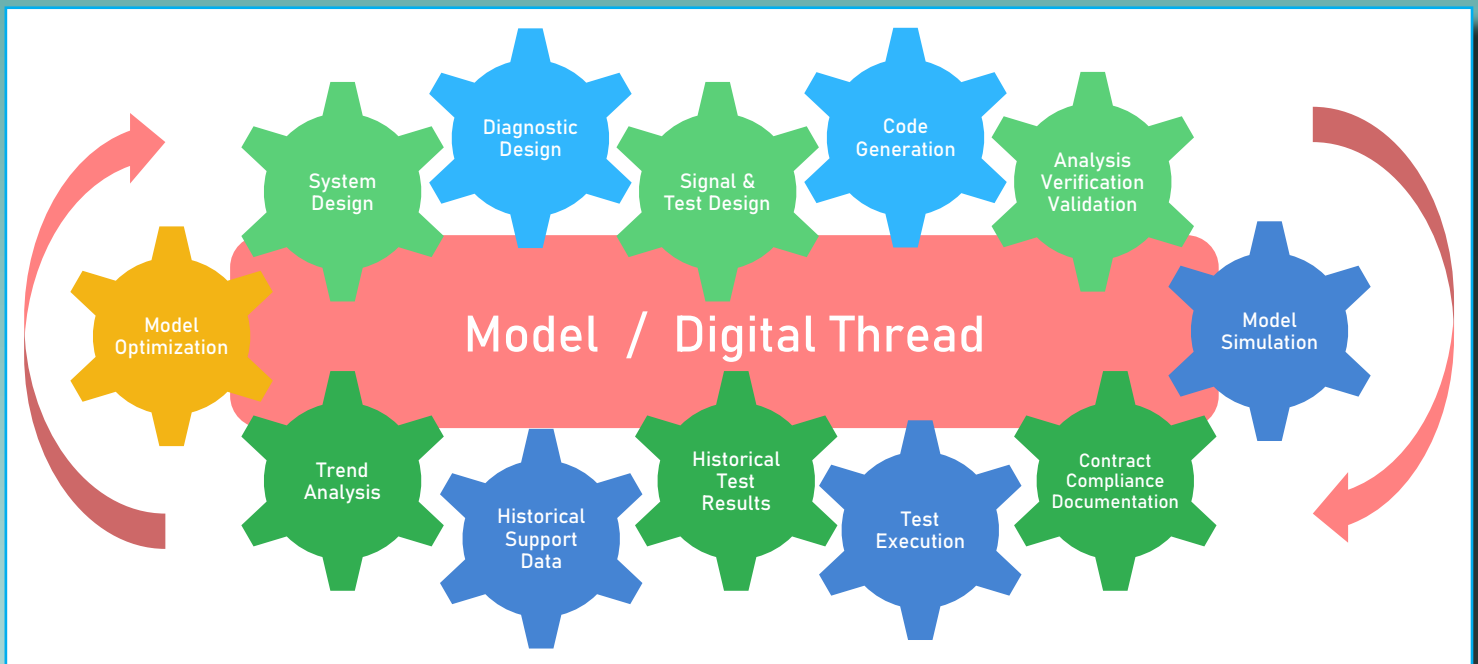 Diagnostic
Design
Code
Generation
System
Design
Signal &
Test Design
Analysis
Verification
Validation
Model
Optimization
Model / Digital Thread
Model
Simulation
Trend
Analysis
Historical
Support
Data
Historical
Test
Results
Test
Execution
Contract
Compliance
Documentation